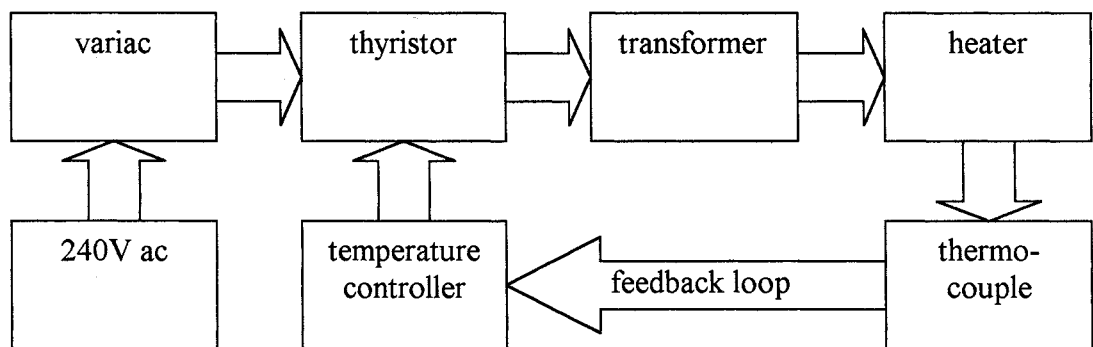 variac
thyristor
transformer
heater
240V ac
temperature
controller
feedback loop
thermo-
couple